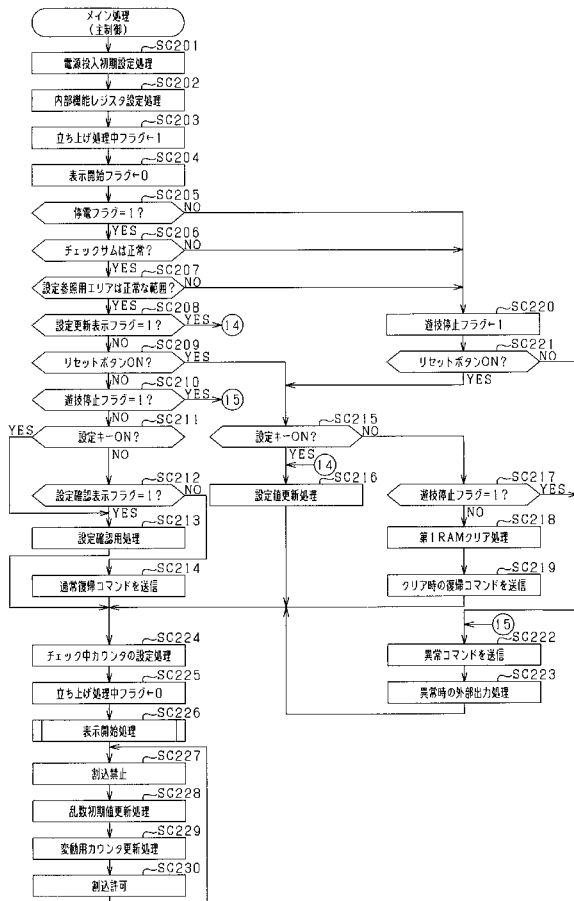 メイン処理
(主制御)
SC201
電源投入初期設定処理
SC202
内部機能レジスタ設定処理
SC203
立ち上げ処理中フラグ←1
SC204
表示開始フラグ←0
SC205
停電フラグ=1?
NO
YES
SC206
チェックサムは正常?
NO
YES
SC207
設定参照用エリアは正常な範囲?
NO
YES
SC208
設定更新表示フラグ=1?
YES
14
NO
SC209
リセットボタンON?
YES
NO
SC210
遊技停止フラグ=1?
YES
15
NO
SC211
YES
設定キーON?
NO
SC212
設定確認表示フラグ=1?
NO
YES
SC213
設定確認用処理
SC214
通常復帰コマンドを送信
SC215
設定キーON?
NO
YES
14
SC216
設定値更新処理
SC220
遊技停止フラグ←1
SC221
リセットボタンON?
NO
YES
SC217
遊技停止フラグ=1?
YES
NO
SC218
第1RAMクリア処理
SC219
クリア時の復帰コマンドを送信
15
SC222
異常コマンドを送信
SC223
異常時の外部出力処理
SC224
チェック中カウンタの設定処理
SC225
立ち上げ処理中フラグ←0
SC226
表示開始処理
SC227
割込禁止
SC228
乱数初期値更新処理
SC229
変動用カウンタ更新処理
SC230
割込許可